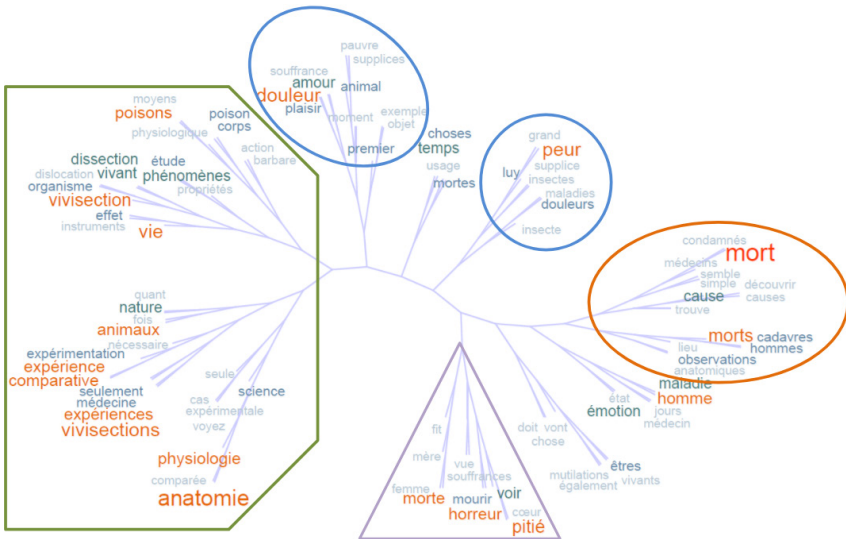 pauvre
supplices
souffrance
amour
animal
douleur
plaisir
moment
exemple
objet
premier
moyens
poisons
poison
corps
physiologique
action
barbare
dissection
vivant
étude
phénomènes
dislocation
organisme
propriétés
vivisection
effet
instruments
vie
choses
temps
usage
mortes
grand
peur
supplice
luy
insectes
maladies
douleurs
insecte
condamnés
mort
médecins
semble
simple
découvrir
cause
causes
trouve
morts
cadavres
lieu
hommes
observations
anatomiques
maladie
état
homme
émotion
jours
médecin
quant
nature
fois
animaux
nécessaire
expérimentation
expérience
comparative
seulement
médecine
expériences
vivisections
seule
science
cas
expérimentale
voyez
physiologie
comparée
anatomie
fit
mère
vue
souffrances
femme
morte
mourir
voir
horreur
cœur
pitié
doit
vont
chose
êtres
mutilations
vivants
également